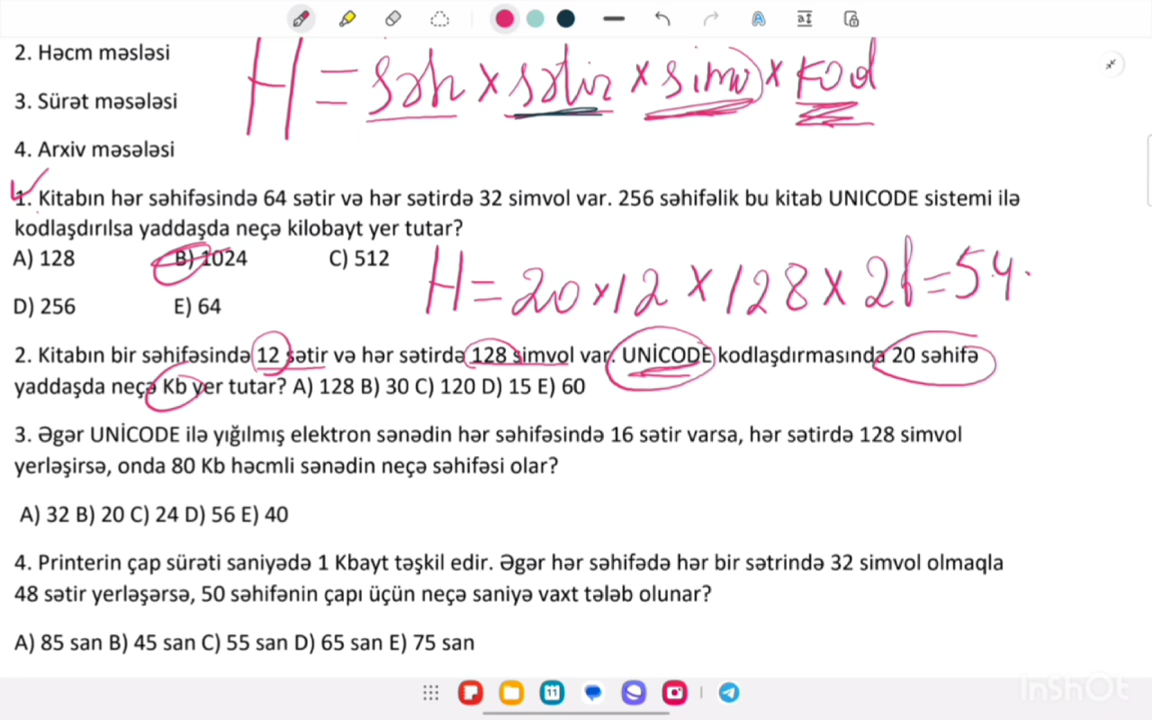 2. Həcm məsləsi
H = səh × sətir × simv × kod
3. Sürət məsələsi
4. Arxiv məsələsi
1. Kitabın hər səhifəsində 64 sətir və hər sətirdə 32 simvol var. 256 səhifəlik bu kitab UNICODE sistemi ilə
kodlaşdırılsa yaddaşda neçə kilobayt yer tutar?
A) 128 B) 1024 C) 512
H = 20 × 12 × 128 × 2b = 54.
D) 256 E) 64
2. Kitabın bir səhifəsində 12 sətir və hər sətirdə 128 simvol var. UNİCODE kodlaşdırmasında 20 səhifə
yaddaşda neçə Kb yer tutar? A) 128 B) 30 C) 120 D) 15 E) 60
3. Əgər UNİCODE ilə yığılmış elektron sənədin hər səhifəsində 16 sətir varsa, hər sətirdə 128 simvol
yerləşirsə, onda 80 Kb həcmli sənədin neçə səhifəsi olar?
A) 32 B) 20 C) 24 D) 56 E) 40
4. Printerin çap sürəti saniyədə 1 Kbayt təşkil edir. Əgər hər səhifədə hər bir sətrində 32 simvol olmaqla
48 sətir yerləşərsə, 50 səhifənin çapı üçün neçə saniyə vaxt tələb olunar?
A) 85 san B) 45 san C) 55 san D) 65 san E) 75 san
11
InShOt